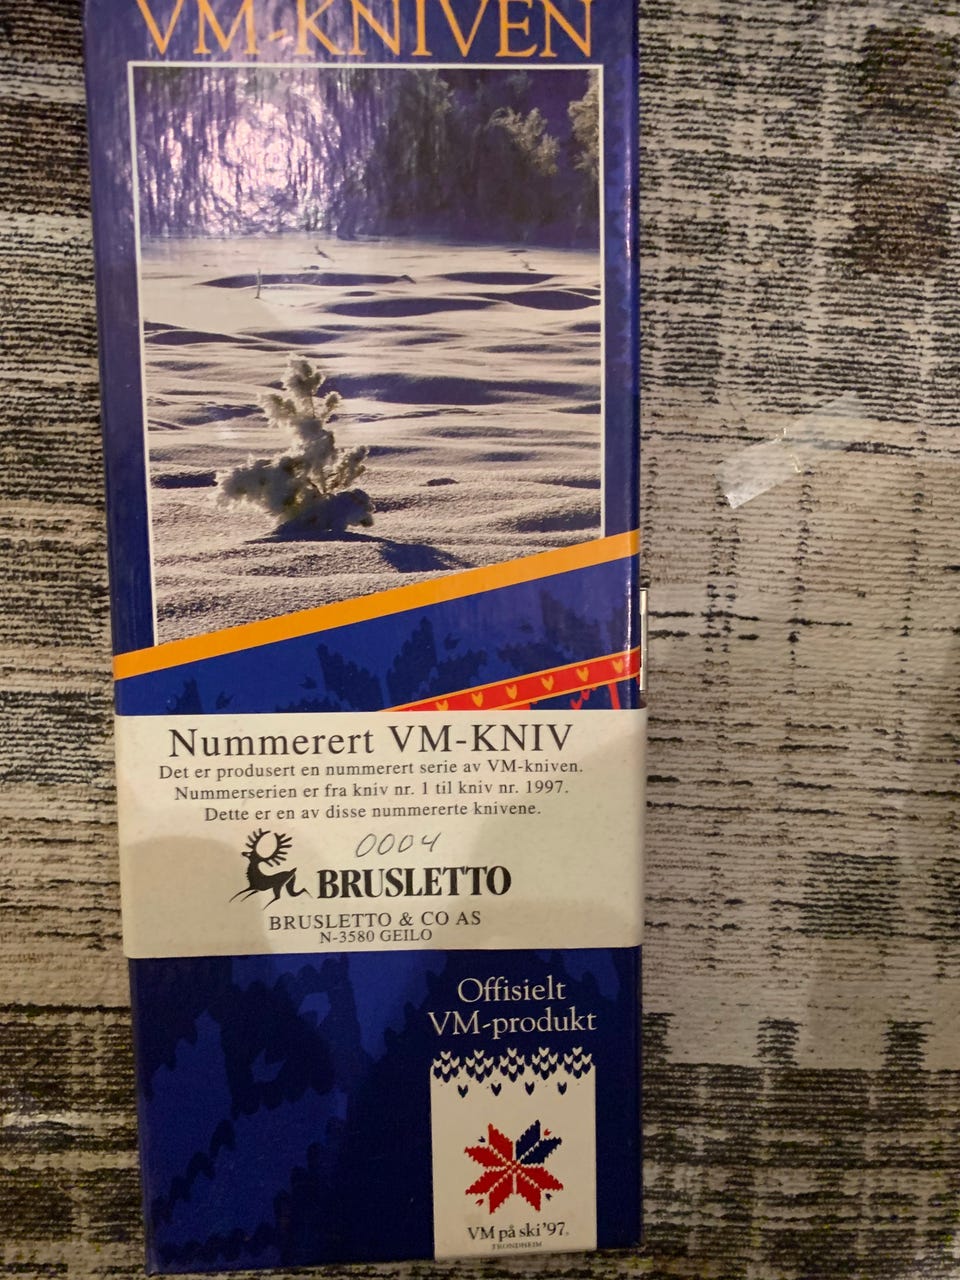 VM-KNIVEN
Nummerert VM-KNIV
Det er produsert en nummerert serie av VM-kniven.
Nummerserien er fra kniv nr. 1 til kniv nr. 1997.
Dette er en av disse nummererte knivene.
0004
BRUSLETTO
BRUSLETTO & CO AS
N-3580 GEILO
Offisielt
VM-produkt
VM på ski '97
TRONDHEIM